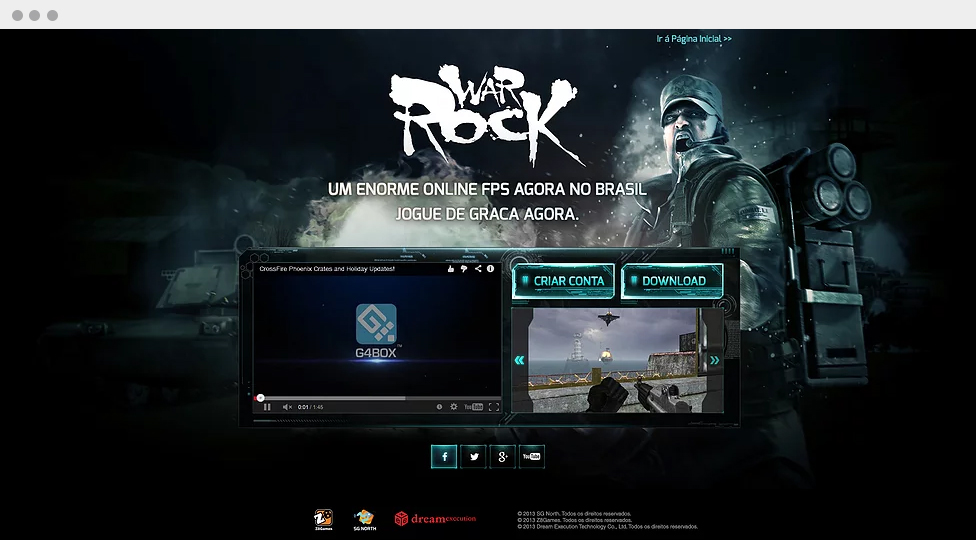 Ir á Página Inicial >>
WAR
ROCK
UM ENORME ONLINE FPS AGORA NO BRASIL
JOGUE DE GRACA AGORA.
CrossFire Phoenix Crates and Holiday Updates!
G4BOX™
0:01 / 1:45
YouTube
CRIAR CONTA
DOWNLOAD
« »
f
g+
YouTube
Z8Games
SG NORTH
dream execution
© 2013 SG North. Todos os direitos reservados.
© 2013 Z8Games. Todos os direitos reservados.
© 2013 Dream Execution Technology Co., Ltd. Todos os direitos reservados.